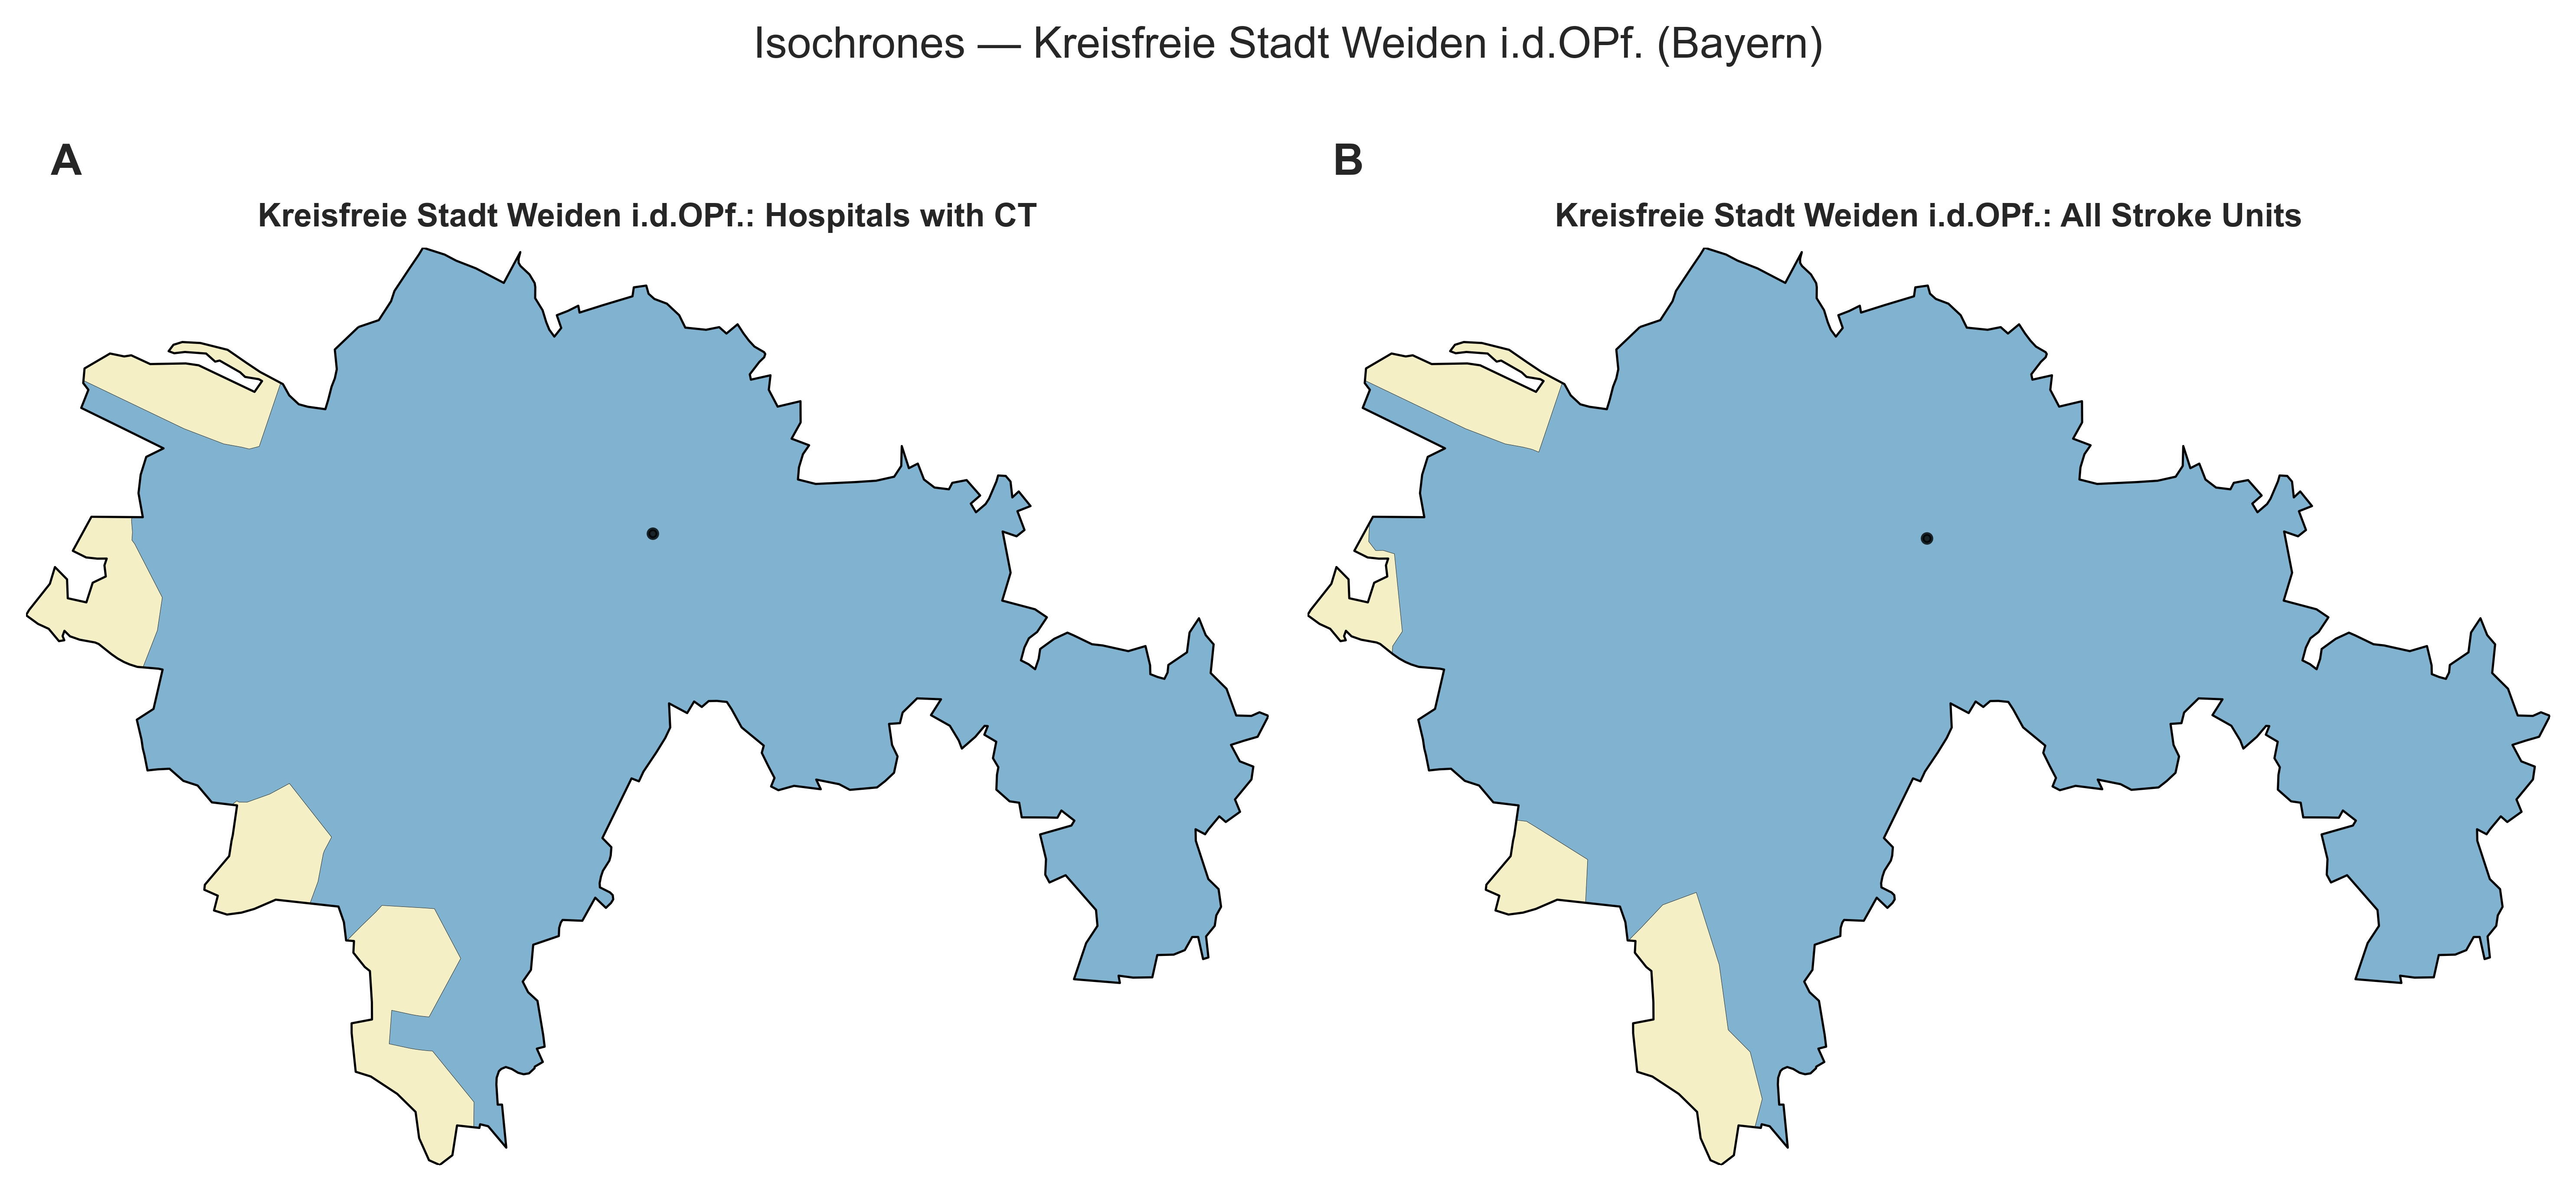 Isochrones — Kreisfreie Stadt Weiden i.d.OPf. (Bayern)
A
B
Kreisfreie Stadt Weiden i.d.OPf.: Hospitals with CT
Kreisfreie Stadt Weiden i.d.OPf.: All Stroke Units